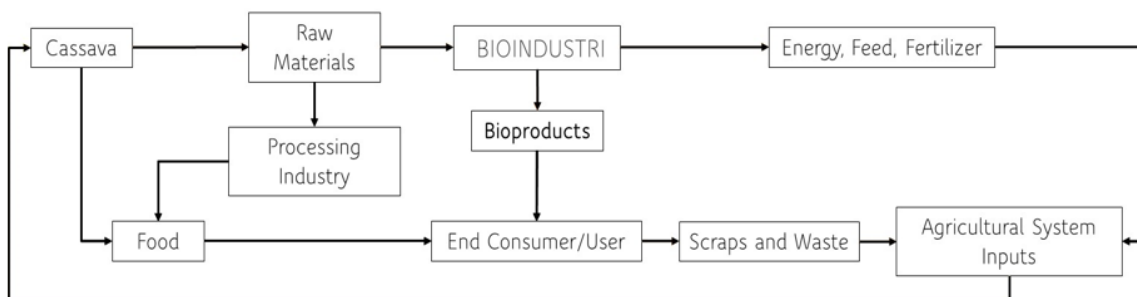 Cassava
Raw
Materials
BIOINDUSTRI
Energy, Feed, Fertilizer
Bioproducts
Processing
Industry
Food
End Consumer/User
Scraps and Waste
Agricultural System
Inputs